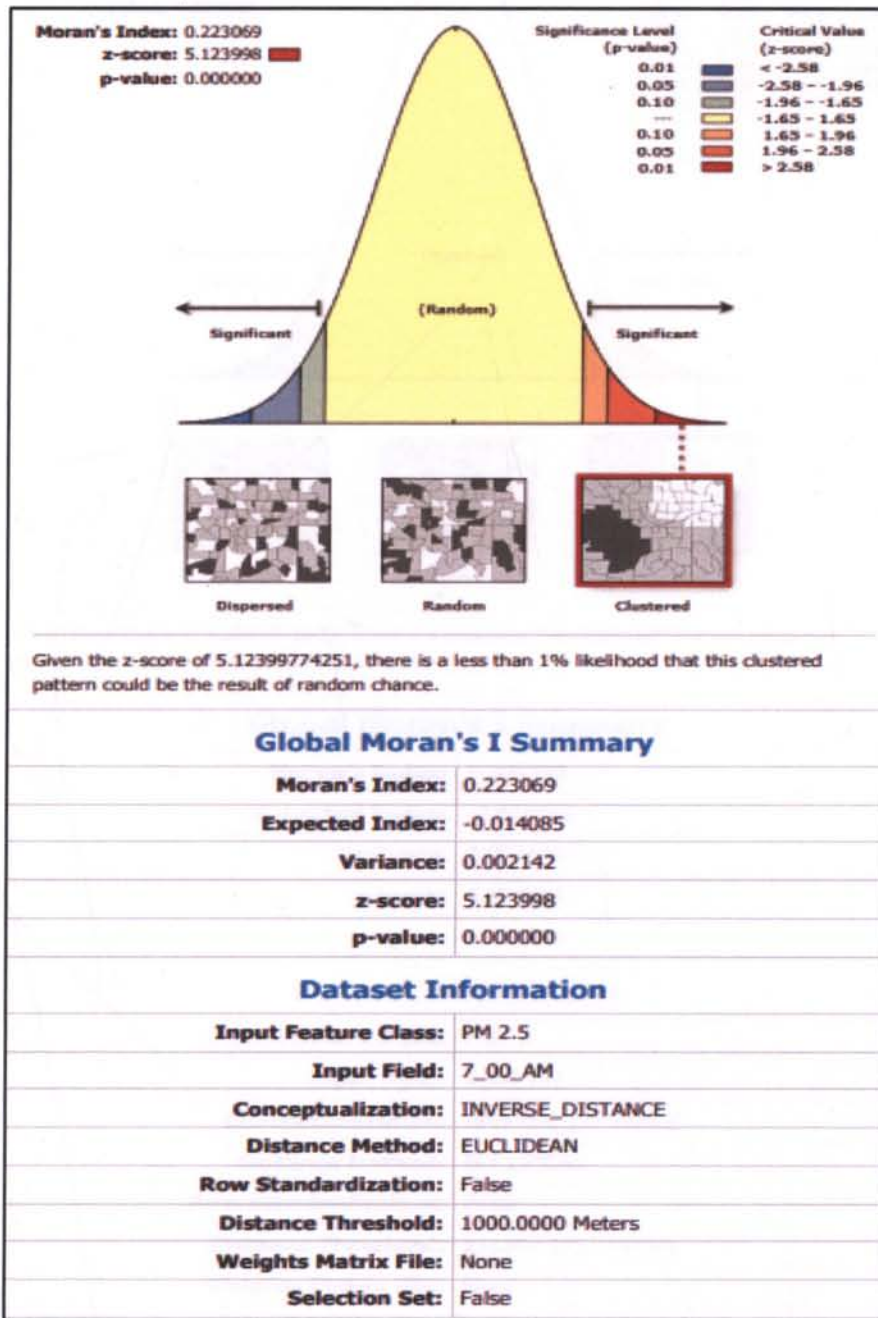 Moran's Index: 0.223069
z-score: 5.123998
p-value: 0.000000
Significance Level (p-value)
Critical Value (z-score)
0.01 < -2.58
0.05 -2.58 - -1.96
0.10 -1.96 - -1.65
--- -1.65 - 1.65
0.10 1.65 - 1.96
0.05 1.96 - 2.58
0.01 > 2.58
(Random)
Significant
Significant
Dispersed
Random
Clustered
Given the z-score of 5.12399774251, there is a less than 1% likelihood that this clustered
pattern could be the result of random chance.
Global Moran's I Summary
Moran's Index: 0.223069
Expected Index: -0.014085
Variance: 0.002142
z-score: 5.123998
p-value: 0.000000
Dataset Information
Input Feature Class: PM 2.5
Input Field: 7_00_AM
Conceptualization: INVERSE_DISTANCE
Distance Method: EUCLIDEAN
Row Standardization: False
Distance Threshold: 1000.0000 Meters
Weights Matrix File: None
Selection Set: False